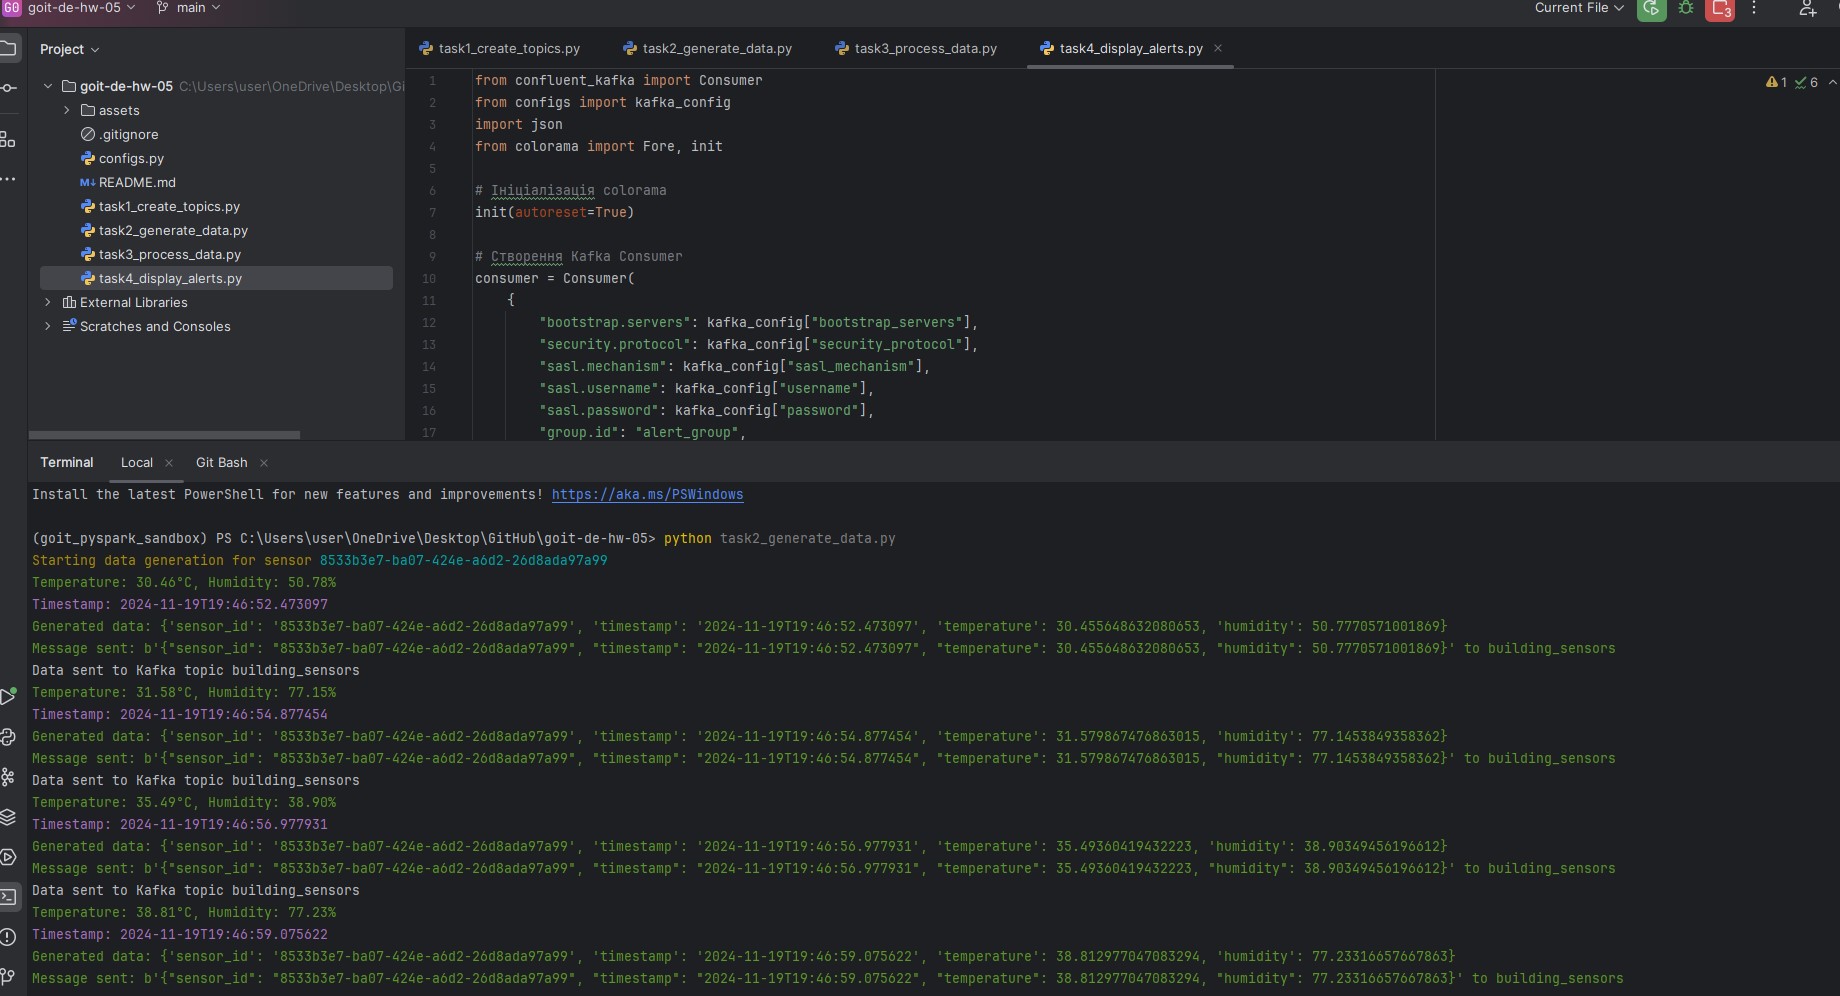 GO goit-de-hw-05 main Current File 3
Project
task1_create_topics.py task2_generate_data.py task3_process_data.py task4_display_alerts.py
goit-de-hw-05 C:\Users\user\OneDrive\Desktop\Gi
assets
.gitignore
configs.py
M↓ README.md
task1_create_topics.py
task2_generate_data.py
task3_process_data.py
task4_display_alerts.py
External Libraries
Scratches and Consoles
1 from confluent_kafka import Consumer
1 6
2 from configs import kafka_config
3 import json
4 from colorama import Fore, init
5
6 # Ініціалізація colorama
7 init(autoreset=True)
8
9 # Створення Kafka Consumer
10 consumer = Consumer(
11 {
12 "bootstrap.servers": kafka_config["bootstrap_servers"],
13 "security.protocol": kafka_config["security_protocol"],
14 "sasl.mechanism": kafka_config["sasl_mechanism"],
15 "sasl.username": kafka_config["username"],
16 "sasl.password": kafka_config["password"],
17 "group.id": "alert_group",
Terminal Local Git Bash
Install the latest PowerShell for new features and improvements! https://aka.ms/PSWindows
(goit_pyspark_sandbox) PS C:\Users\user\OneDrive\Desktop\GitHub\goit-de-hw-05> python task2_generate_data.py
Starting data generation for sensor 8533b3e7-ba07-424e-a6d2-26d8ada97a99
Temperature: 30.46°C, Humidity: 50.78%
Timestamp: 2024-11-19T19:46:52.473097
Generated data: {'sensor_id': '8533b3e7-ba07-424e-a6d2-26d8ada97a99', 'timestamp': '2024-11-19T19:46:52.473097', 'temperature': 30.455648632080653, 'humidity': 50.7770571001869}
Message sent: b'{"sensor_id": "8533b3e7-ba07-424e-a6d2-26d8ada97a99", "timestamp": "2024-11-19T19:46:52.473097", "temperature": 30.455648632080653, "humidity": 50.7770571001869}' to building_sensors
Data sent to Kafka topic building_sensors
Temperature: 31.58°C, Humidity: 77.15%
Timestamp: 2024-11-19T19:46:54.877454
Generated data: {'sensor_id': '8533b3e7-ba07-424e-a6d2-26d8ada97a99', 'timestamp': '2024-11-19T19:46:54.877454', 'temperature': 31.579867476863015, 'humidity': 77.1453849358362}
Message sent: b'{"sensor_id": "8533b3e7-ba07-424e-a6d2-26d8ada97a99", "timestamp": "2024-11-19T19:46:54.877454", "temperature": 31.579867476863015, "humidity": 77.1453849358362}' to building_sensors
Data sent to Kafka topic building_sensors
Temperature: 35.49°C, Humidity: 38.90%
Timestamp: 2024-11-19T19:46:56.977931
Generated data: {'sensor_id': '8533b3e7-ba07-424e-a6d2-26d8ada97a99', 'timestamp': '2024-11-19T19:46:56.977931', 'temperature': 35.49360419432223, 'humidity': 38.90349456196612}
Message sent: b'{"sensor_id": "8533b3e7-ba07-424e-a6d2-26d8ada97a99", "timestamp": "2024-11-19T19:46:56.977931", "temperature": 35.49360419432223, "humidity": 38.90349456196612}' to building_sensors
Data sent to Kafka topic building_sensors
Temperature: 38.81°C, Humidity: 77.23%
Timestamp: 2024-11-19T19:46:59.075622
Generated data: {'sensor_id': '8533b3e7-ba07-424e-a6d2-26d8ada97a99', 'timestamp': '2024-11-19T19:46:59.075622', 'temperature': 38.812977047083294, 'humidity': 77.23316657667863}
Message sent: b'{"sensor_id": "8533b3e7-ba07-424e-a6d2-26d8ada97a99", "timestamp": "2024-11-19T19:46:59.075622", "temperature": 38.812977047083294, "humidity": 77.23316657667863}' to building_sensors